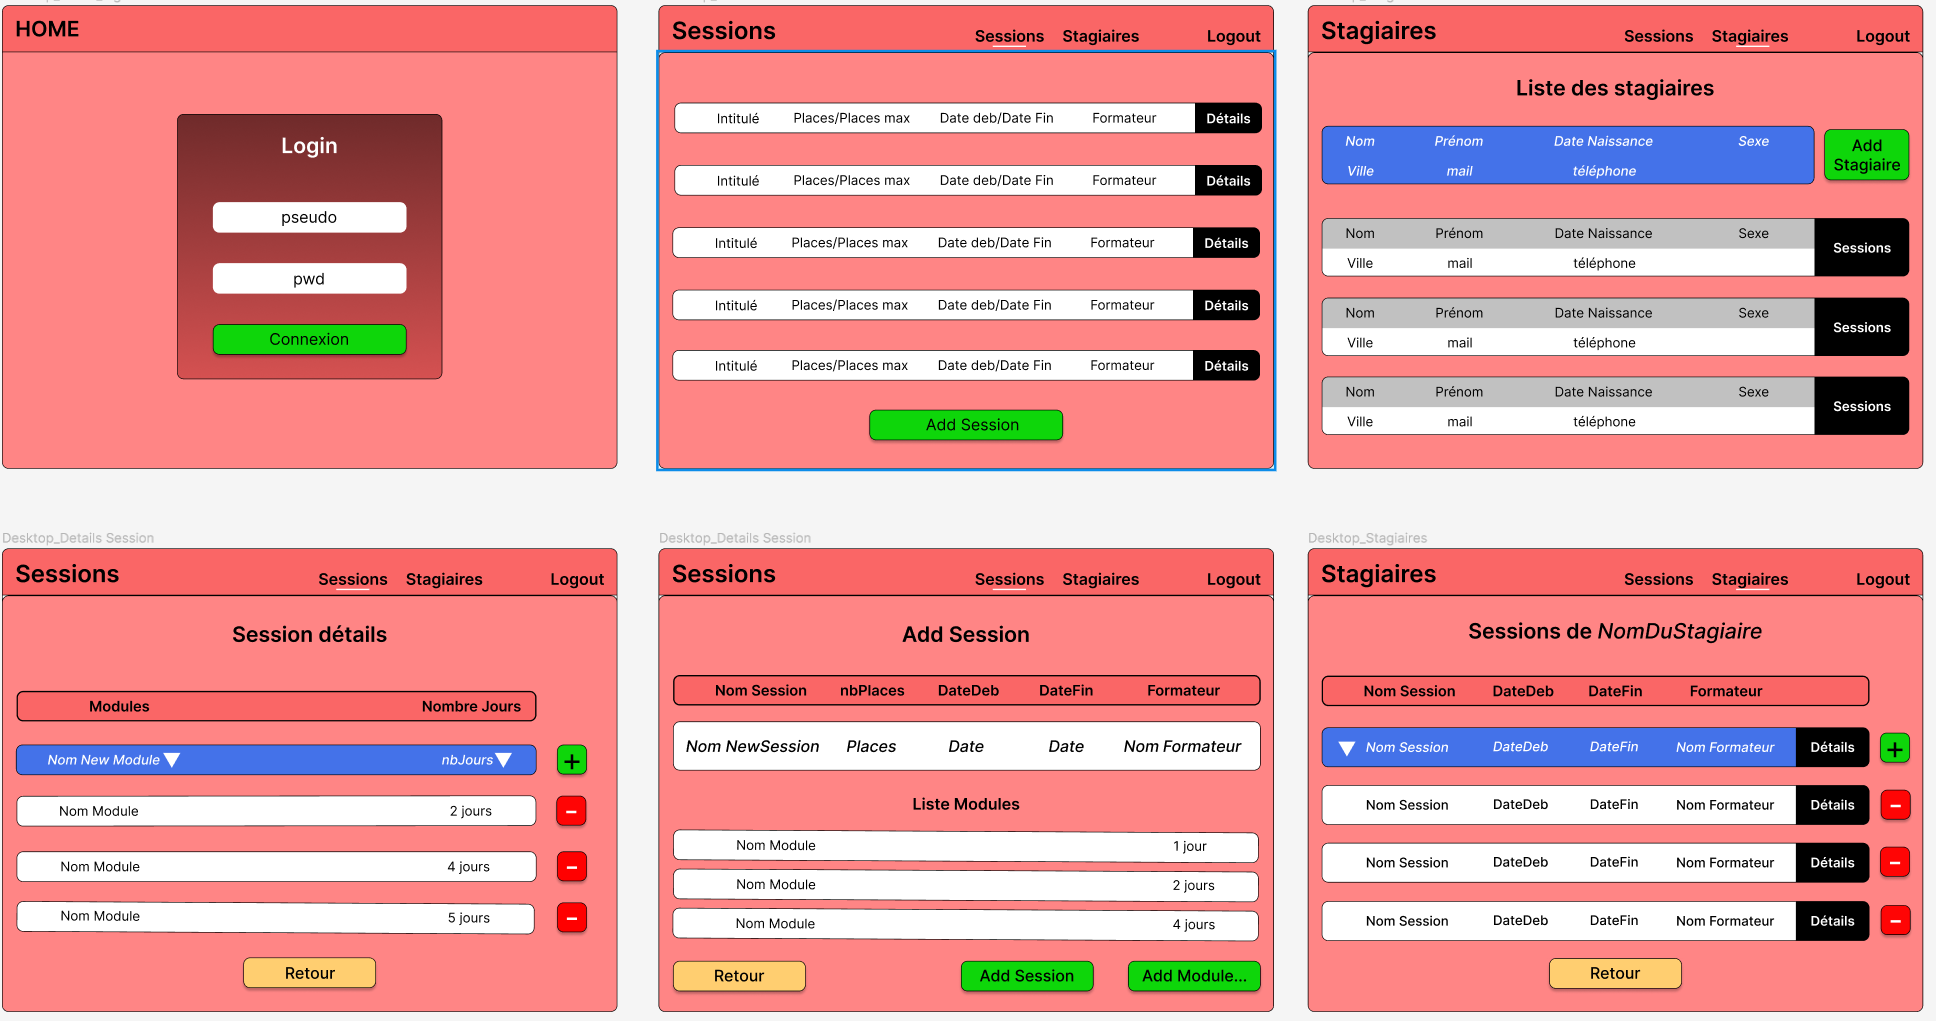 HOME
Login
pseudo
pwd
Connexion
Sessions
Sessions Stagiaires Logout
Intitulé Places/Places max Date deb/Date Fin Formateur Détails
Intitulé Places/Places max Date deb/Date Fin Formateur Détails
Intitulé Places/Places max Date deb/Date Fin Formateur Détails
Intitulé Places/Places max Date deb/Date Fin Formateur Détails
Intitulé Places/Places max Date deb/Date Fin Formateur Détails
Add Session
Stagiaires
Sessions Stagiaires Logout
Liste des stagiaires
Nom Prénom Date Naissance Sexe
Ville mail téléphone
Add
Stagiaire
Nom Prénom Date Naissance Sexe
Ville mail téléphone
Sessions
Nom Prénom Date Naissance Sexe
Ville mail téléphone
Sessions
Nom Prénom Date Naissance Sexe
Ville mail téléphone
Sessions
Desktop_Details Session
Sessions
Sessions Stagiaires Logout
Session détails
Modules Nombre Jours
Nom New Module nbJours +
Nom Module 2 jours -
Nom Module 4 jours -
Nom Module 5 jours -
Retour
Desktop_Details Session
Sessions
Sessions Stagiaires Logout
Add Session
Nom Session nbPlaces DateDeb DateFin Formateur
Nom NewSession Places Date Date Nom Formateur
Liste Modules
Nom Module 1 jour
Nom Module 2 jours
Nom Module 4 jours
Retour Add Session Add Module...
Desktop_Stagiaires
Stagiaires
Sessions Stagiaires Logout
Sessions de NomDuStagiaire
Nom Session DateDeb DateFin Formateur
Nom Session DateDeb DateFin Nom Formateur Détails +
Nom Session DateDeb DateFin Nom Formateur Détails -
Nom Session DateDeb DateFin Nom Formateur Détails -
Nom Session DateDeb DateFin Nom Formateur Détails -
Retour